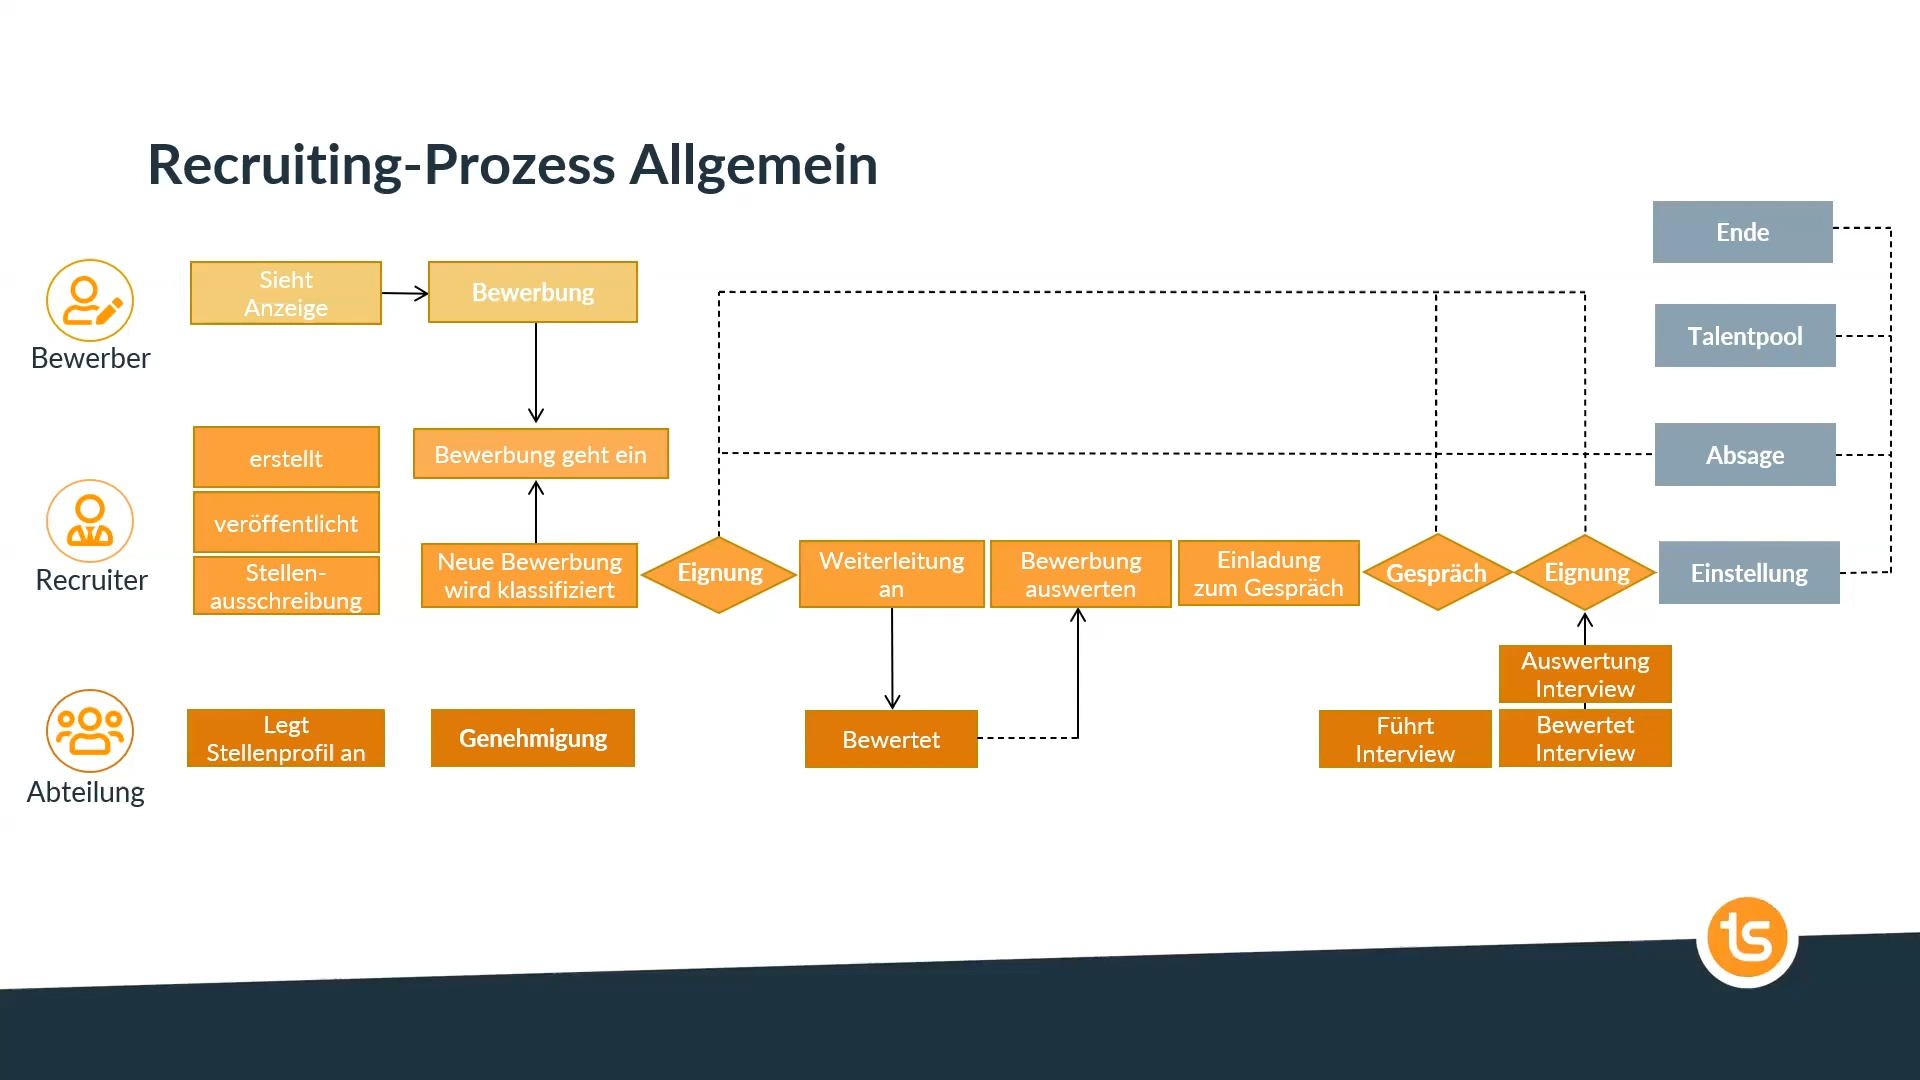 Recruiting-Prozess Allgemein
Ende
Sieht
Anzeige
Bewerbung
Talentpool
Bewerber
erstellt
Bewerbung geht ein
Absage
veröffentlicht
Stellen-
ausschreibung
Recruiter
Neue Bewerbung
wird klassifiziert
Eignung
Weiterleitung
an
Bewerbung
auswerten
Einladung
zum Gespräch
Gespräch
Eignung
Einstellung
Auswertung
Interview
Legt
Stellenprofil an
Genehmigung
Bewertet
Führt
Interview
Bewertet
Interview
Abteilung
ts